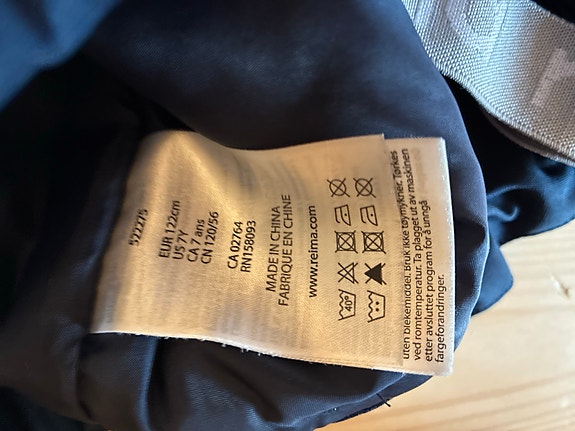 522275
EUR 122cm
US 7Y
CA 7 ans
CN 120/56
CA 02764
RN158093
MADE IN CHINA
FABRIQUE EN CHINE
www.reima.com
40°
uten blekemiddel. Bruk ikke tøymykner. Tørkes
ved romtemperatur. Ta plagget ut av maskinen
etter avsluttet program for å unngå
fargeforandringer.